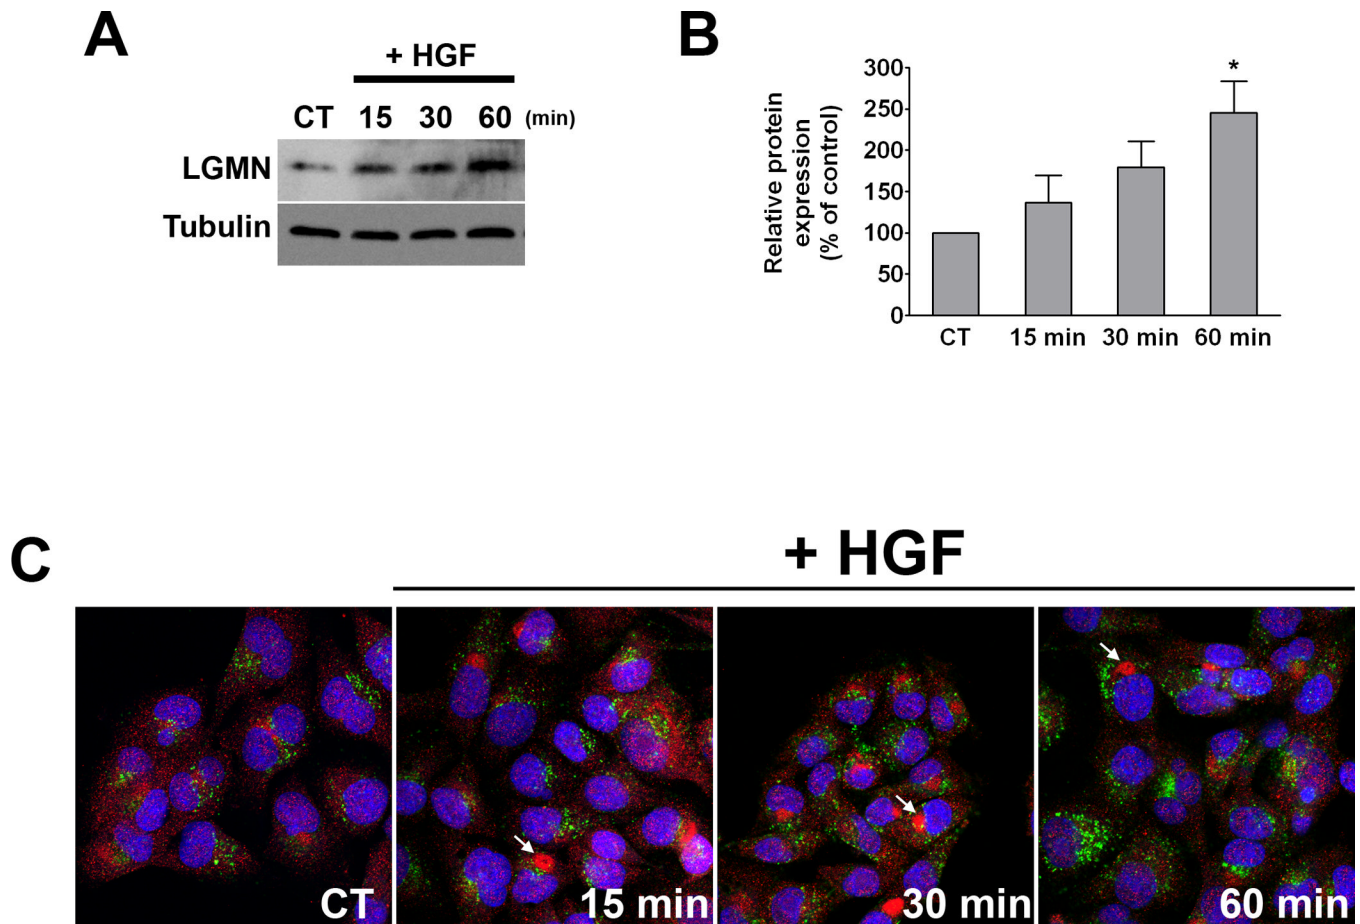 A
+ HGF
CT 15 30 60 (min)
LGMN
Tubulin
B
Relative protein
expression
(% of control)
300
250
200
150
100
50
0
*
CT 15 min 30 min 60 min
C
+ HGF
CT 15 min 30 min 60 min